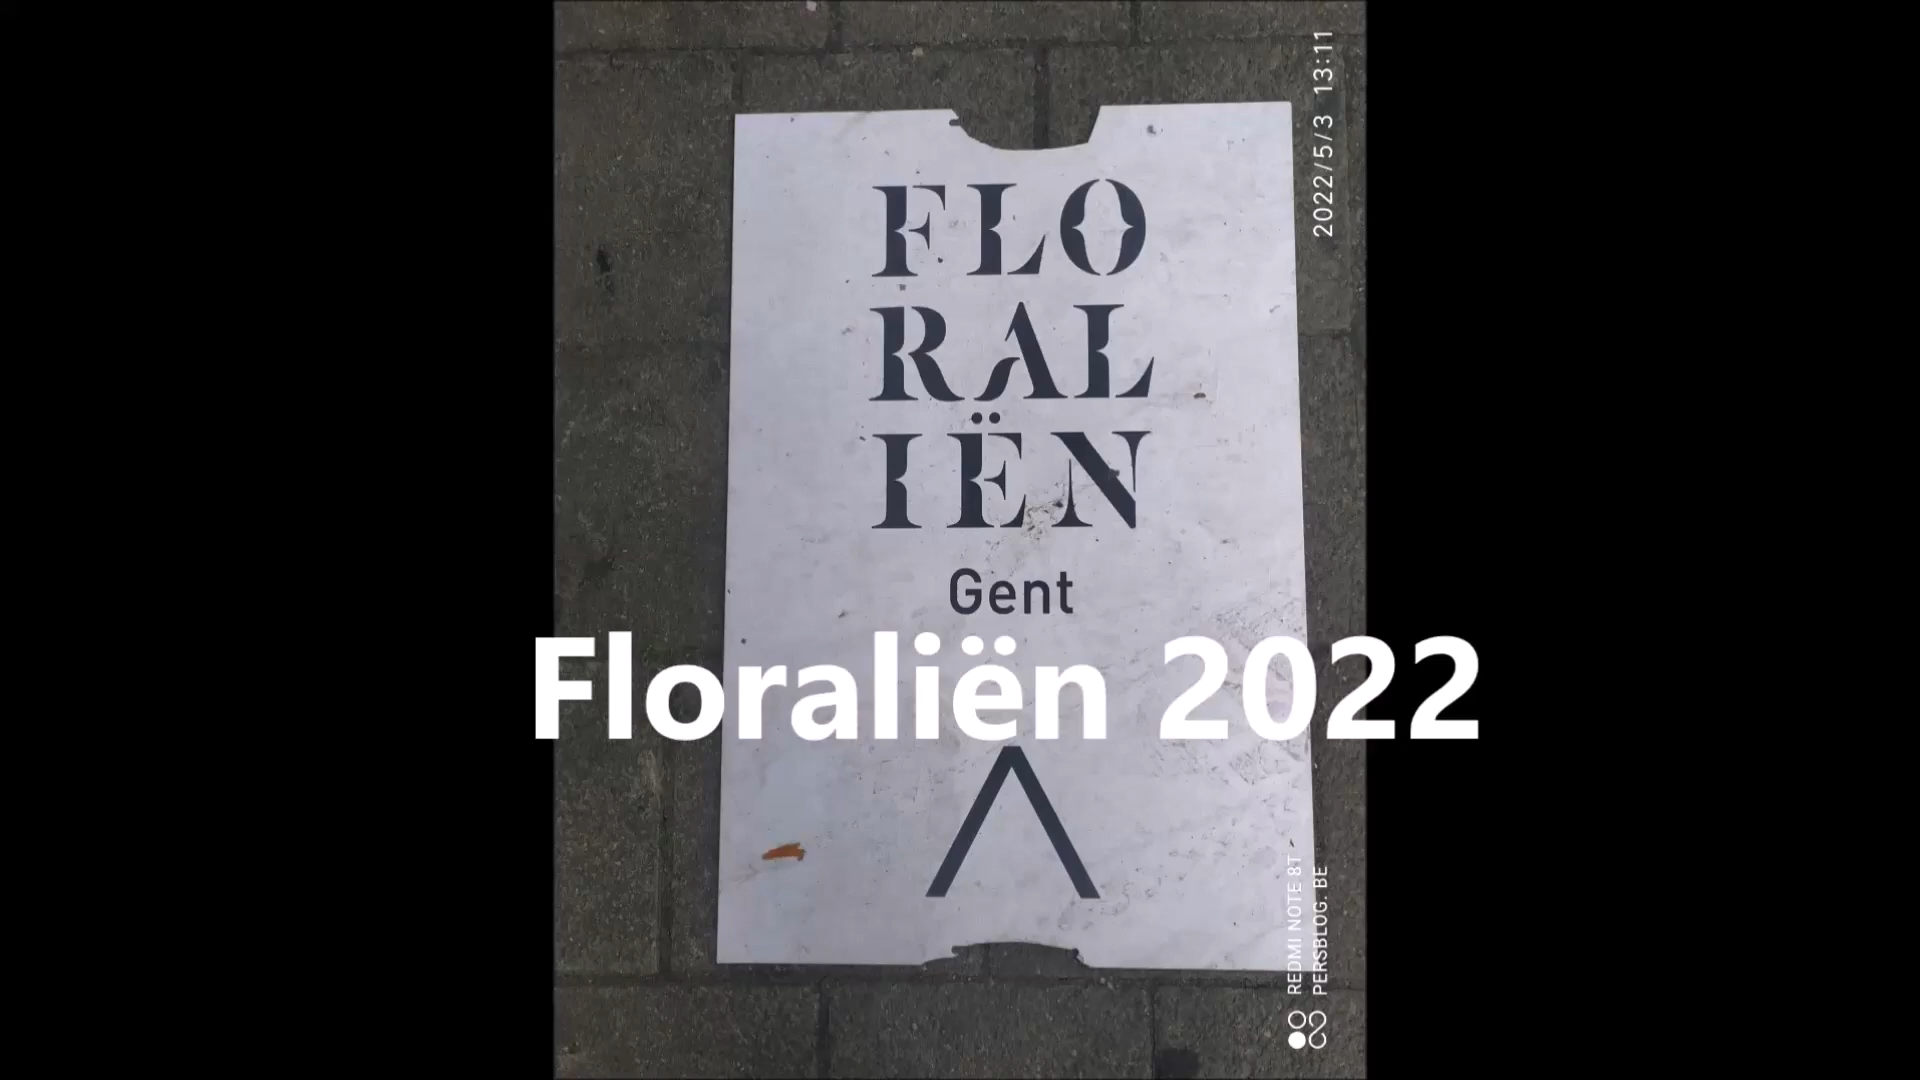 FLO
RAL
IËN
Gent
Floraliën 2022
2022/5/3 13:11
REDMI NOTE 8T
PERSBLOG.BE